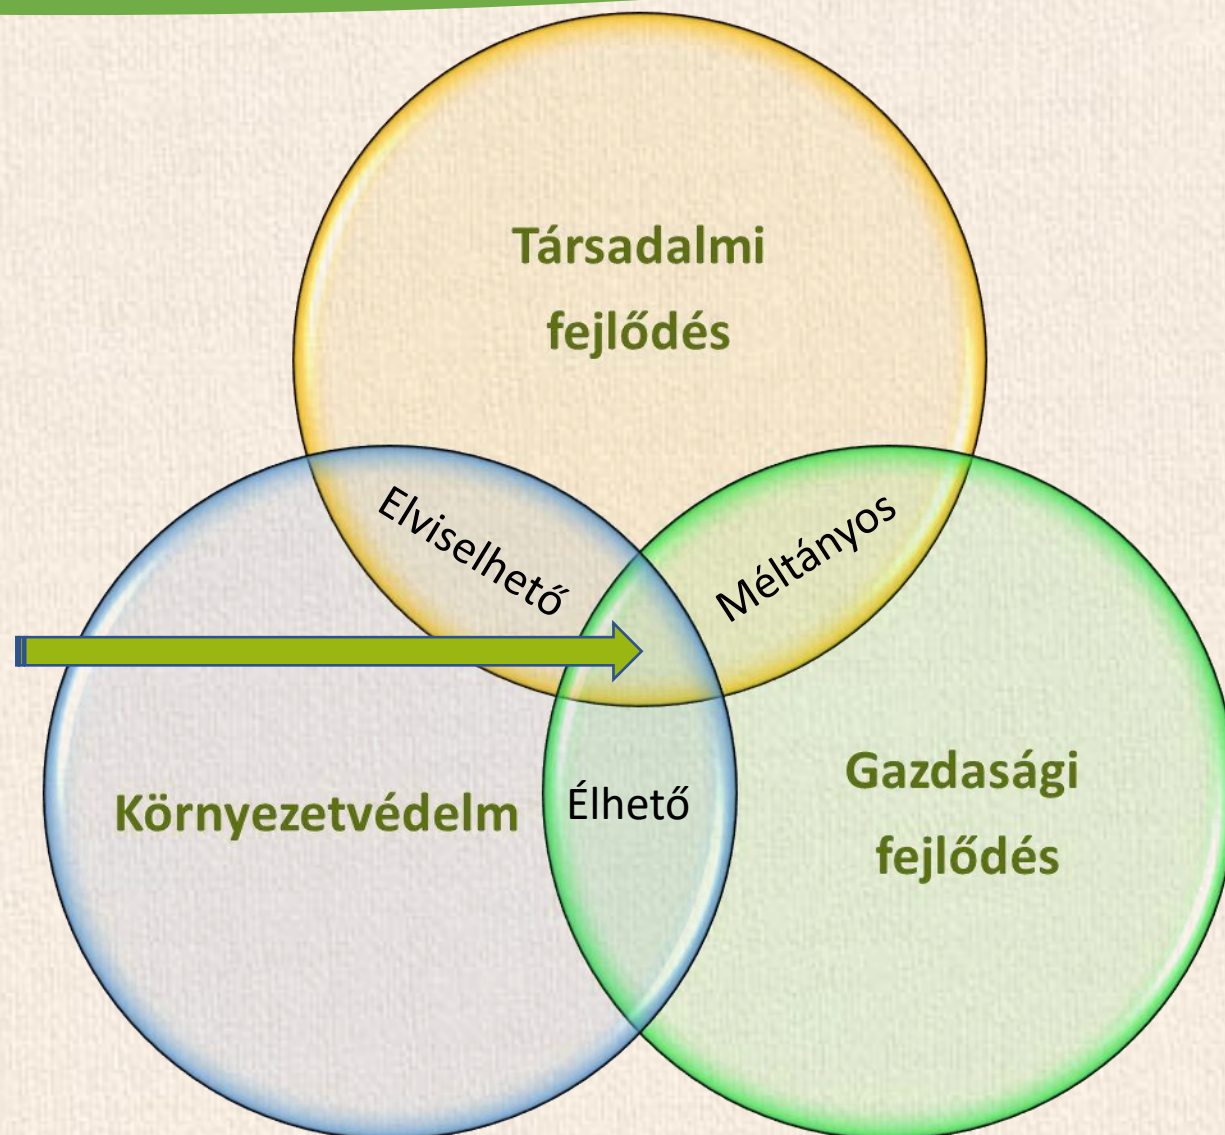 Társadalmi
fejlődés
Elviselhető
Méltányos
Környezetvédelm
Élhető
Gazdasági
fejlődés